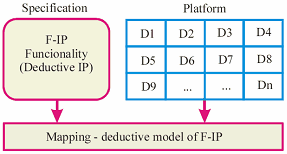 Specification
Platform
F-IP
Funcionality
(Deductive IP)
D1 D2 D3 D4
D5 D6 D7 D8
D9 ... ... Dn
Mapping - deductive model of F-IP